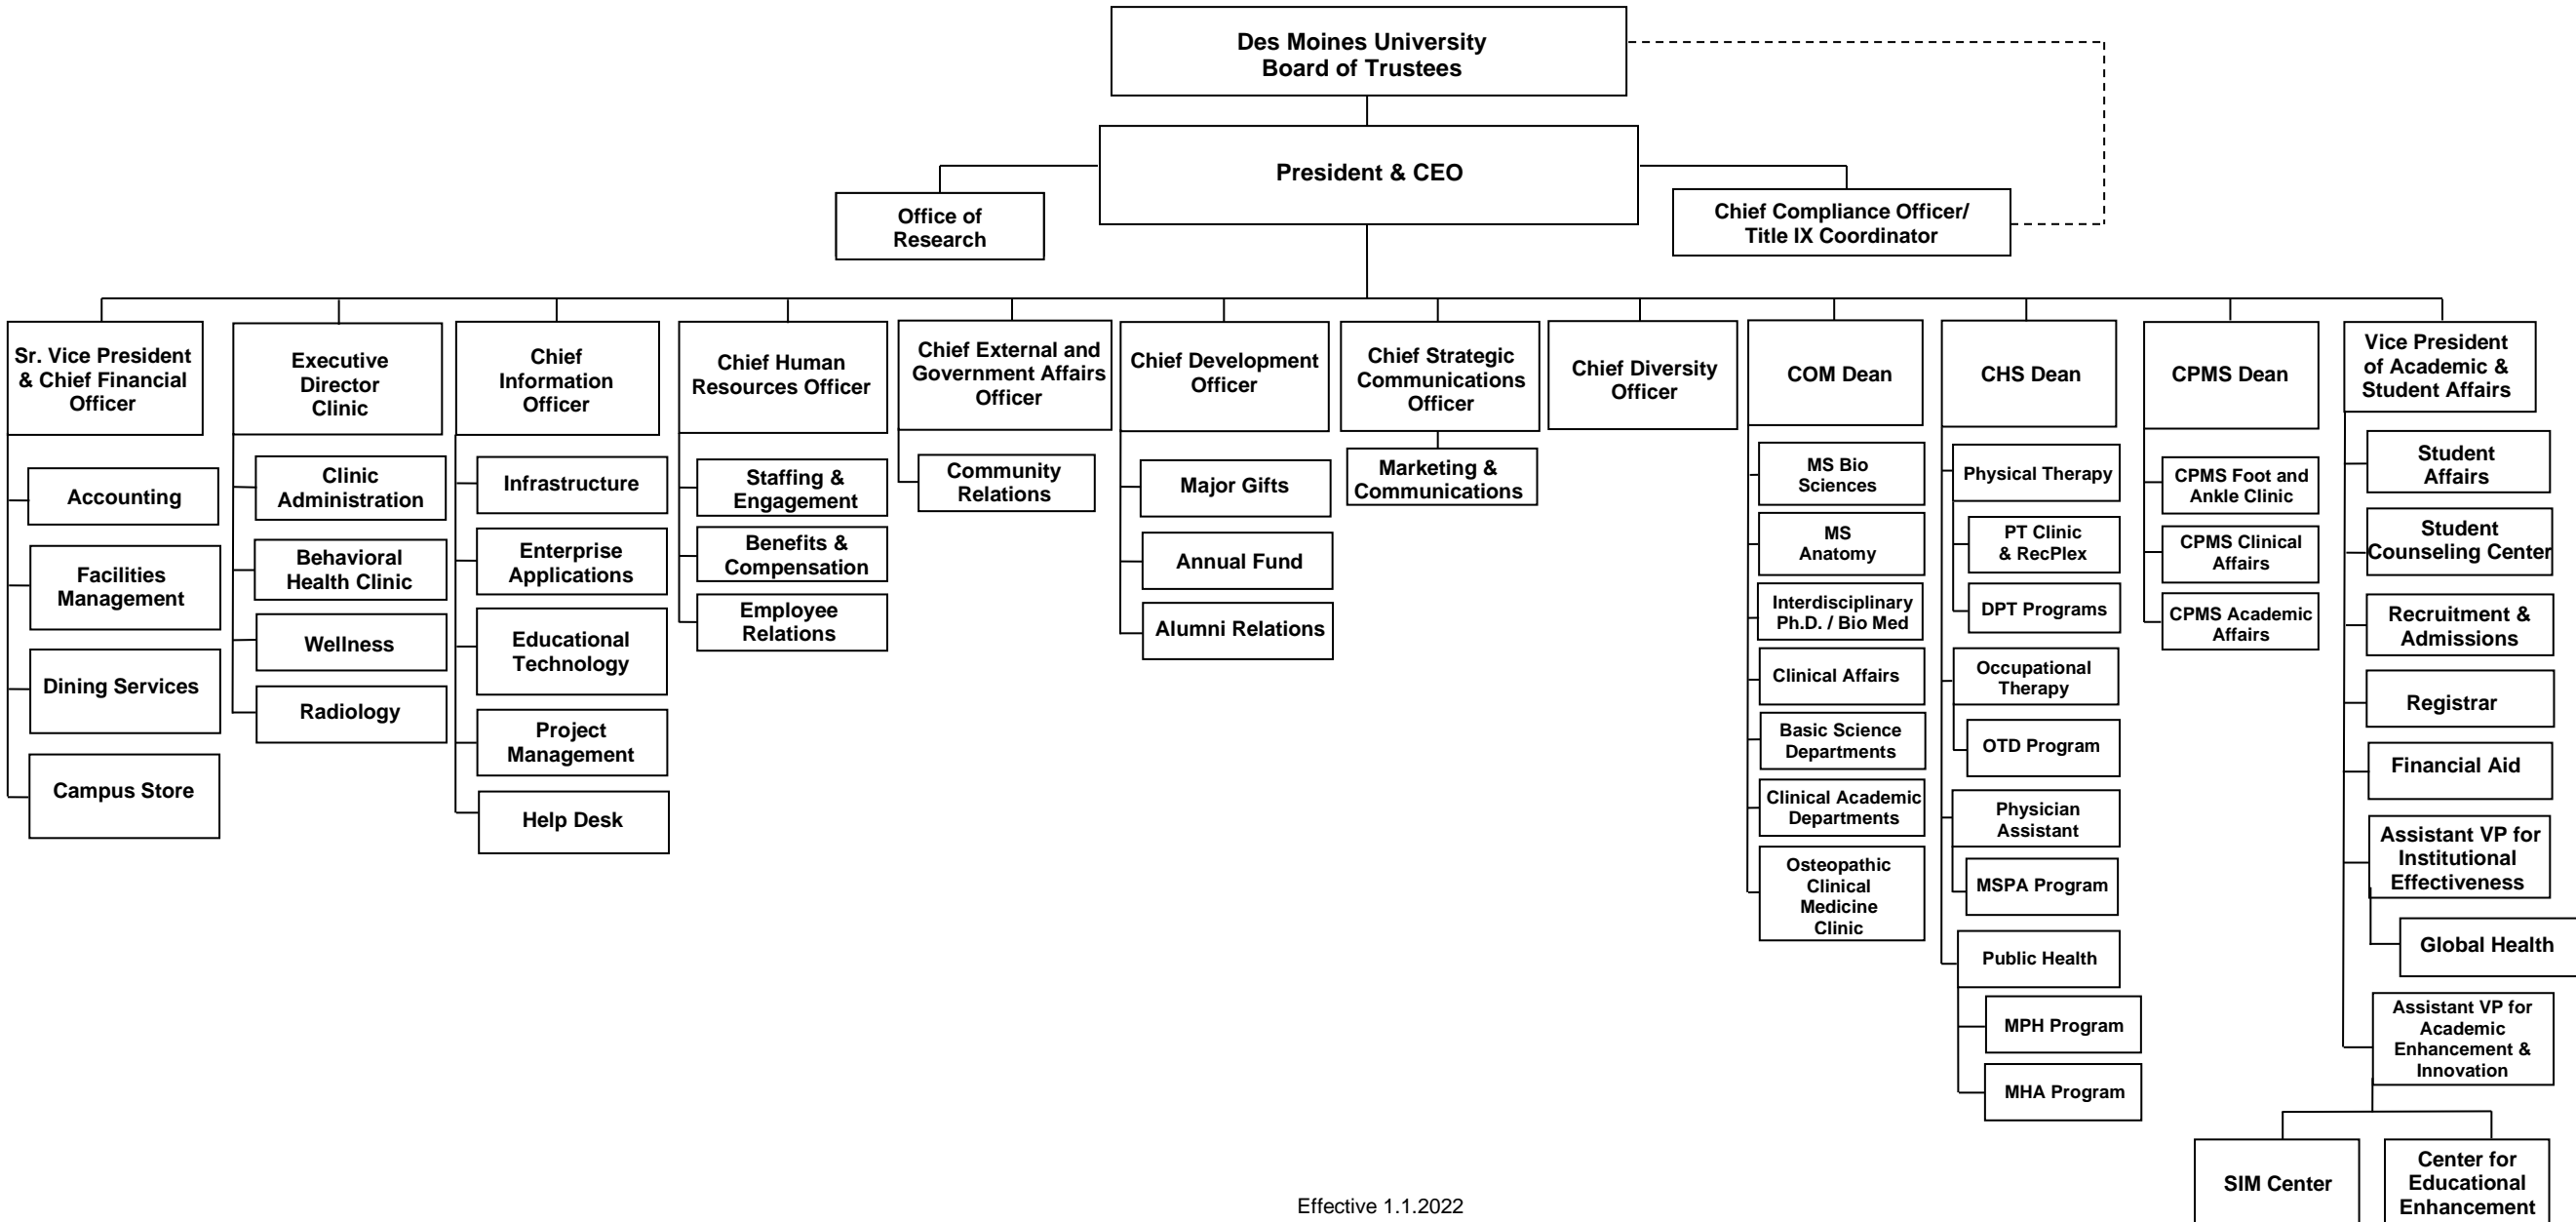 Des Moines University
Board of Trustees
President & CEO
Office of
Research
Chief Compliance Officer/
Title IX Coordinator
Sr. Vice President
& Chief Financial
Officer
Accounting
Facilities
Management
Dining Services
Campus Store
Executive
Director
Clinic
Clinic
Administration
Behavioral
Health Clinic
Wellness
Radiology
Chief
Information
Officer
Infrastructure
Enterprise
Applications
Educational
Technology
Project
Management
Help Desk
Chief Human
Resources Officer
Staffing &
Engagement
Benefits &
Compensation
Employee
Relations
Chief External and
Government Affairs
Officer
Community
Relations
Chief Development
Officer
Major Gifts
Annual Fund
Alumni Relations
Chief Strategic
Communications
Officer
Marketing &
Communications
Chief Diversity
Officer
COM Dean
MS Bio
Sciences
MS
Anatomy
Interdisciplinary
Ph.D. / Bio Med
Clinical Affairs
Basic Science
Departments
Clinical Academic
Departments
Osteopathic
Clinical
Medicine
Clinic
CHS Dean
Physical Therapy
PT Clinic
& RecPlex
DPT Programs
Occupational
Therapy
OTD Program
Physician
Assistant
MSPA Program
Public Health
MPH Program
MHA Program
CPMS Dean
CPMS Foot and
Ankle Clinic
CPMS Clinical
Affairs
CPMS Academic
Affairs
Vice President
of Academic &
Student Affairs
Student
Affairs
Student
Counseling Center
Recruitment &
Admissions
Registrar
Financial Aid
Assistant VP for
Institutional
Effectiveness
Global Health
Assistant VP for
Academic
Enhancement &
Innovation
SIM Center
Center for
Educational
Enhancement
Effective 1.1.2022